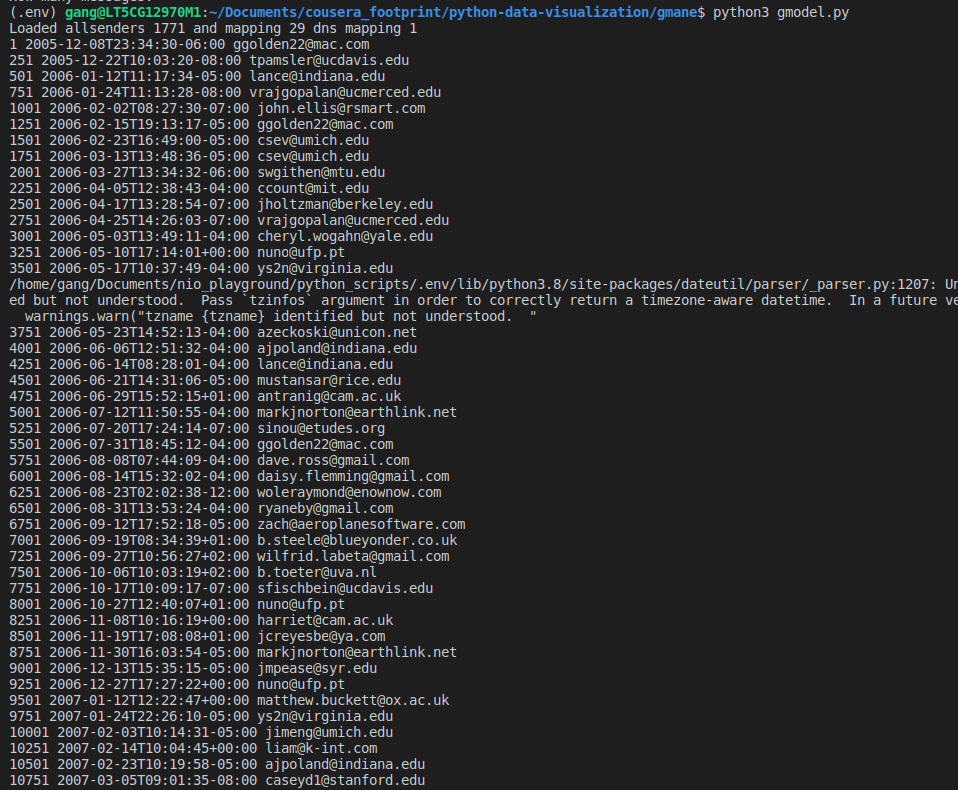 (.env) gang@LT5CG12970M1:~/Documents/cousera_footprint/python-data-visualization/gmane$ python3 gmodel.py
Loaded allsenders 1771 and mapping 29 dns mapping 1
1 2005-12-08T23:34:30-06:00 ggolden22@mac.com
251 2005-12-22T10:03:20-08:00 tpamsler@ucdavis.edu
501 2006-01-12T11:17:34-05:00 lance@indiana.edu
751 2006-01-24T11:13:28-08:00 vrajgopalan@ucmerced.edu
1001 2006-02-02T08:27:30-07:00 john.ellis@rsmart.com
1251 2006-02-15T19:13:17-05:00 ggolden22@mac.com
1501 2006-02-23T16:49:00-05:00 csev@umich.edu
1751 2006-03-13T13:48:36-05:00 csev@umich.edu
2001 2006-03-27T13:34:32-06:00 swgithen@mtu.edu
2251 2006-04-05T12:38:43-04:00 ccount@mit.edu
2501 2006-04-17T13:28:54-07:00 jholtzman@berkeley.edu
2751 2006-04-25T14:26:03-07:00 vrajgopalan@ucmerced.edu
3001 2006-05-03T13:49:11-04:00 cheryl.wogahn@yale.edu
3251 2006-05-10T17:14:01+00:00 nuno@ufp.pt
3501 2006-05-17T10:37:49-04:00 ys2n@virginia.edu
/home/gang/Documents/nio_playground/python_scripts/.env/lib/python3.8/site-packages/dateutil/parser/_parser.py:1207: Un
ed but not understood.  Pass `tzinfos` argument in order to correctly return a timezone-aware datetime.  In a future ve
  warnings.warn("tzname {tzname} identified but not understood.  "
3751 2006-05-23T14:52:13-04:00 azeckoski@unicon.net
4001 2006-06-06T12:51:32-04:00 ajpoland@indiana.edu
4251 2006-06-14T08:28:01-04:00 lance@indiana.edu
4501 2006-06-21T14:31:06-05:00 mustansar@rice.edu
4751 2006-06-29T15:52:15+01:00 antranig@cam.ac.uk
5001 2006-07-12T11:50:55-04:00 markjnorton@earthlink.net
5251 2006-07-20T17:24:14-07:00 sinou@etudes.org
5501 2006-07-31T18:45:12-04:00 ggolden22@mac.com
5751 2006-08-08T07:44:09-04:00 dave.ross@gmail.com
6001 2006-08-14T15:32:02-04:00 daisy.flemming@gmail.com
6251 2006-08-23T02:02:38-12:00 woleraymond@enownow.com
6501 2006-08-31T13:53:24-04:00 ryaneby@gmail.com
6751 2006-09-12T17:52:18-05:00 zach@aeroplanesoftware.com
7001 2006-09-19T08:34:39+01:00 b.steele@blueyonder.co.uk
7251 2006-09-27T10:56:27+02:00 wilfrid.labeta@gmail.com
7501 2006-10-06T10:03:19+02:00 b.toeter@uva.nl
7751 2006-10-17T10:09:17-07:00 sfischbein@ucdavis.edu
8001 2006-10-27T12:40:07+01:00 nuno@ufp.pt
8251 2006-11-08T10:16:19+00:00 harriet@cam.ac.uk
8501 2006-11-19T17:08:08+01:00 jcreyesbe@ya.com
8751 2006-11-30T16:03:54-05:00 markjnorton@earthlink.net
9001 2006-12-13T15:35:15-05:00 jmpease@syr.edu
9251 2006-12-27T17:27:22+00:00 nuno@ufp.pt
9501 2007-01-12T12:22:47+00:00 matthew.buckett@ox.ac.uk
9751 2007-01-24T22:26:10-05:00 ys2n@virginia.edu
10001 2007-02-03T10:14:31-05:00 jimeng@umich.edu
10251 2007-02-14T10:04:45+00:00 liam@k-int.com
10501 2007-02-23T10:19:58-05:00 ajpoland@indiana.edu
10751 2007-03-05T09:01:35-08:00 caseyd1@stanford.edu